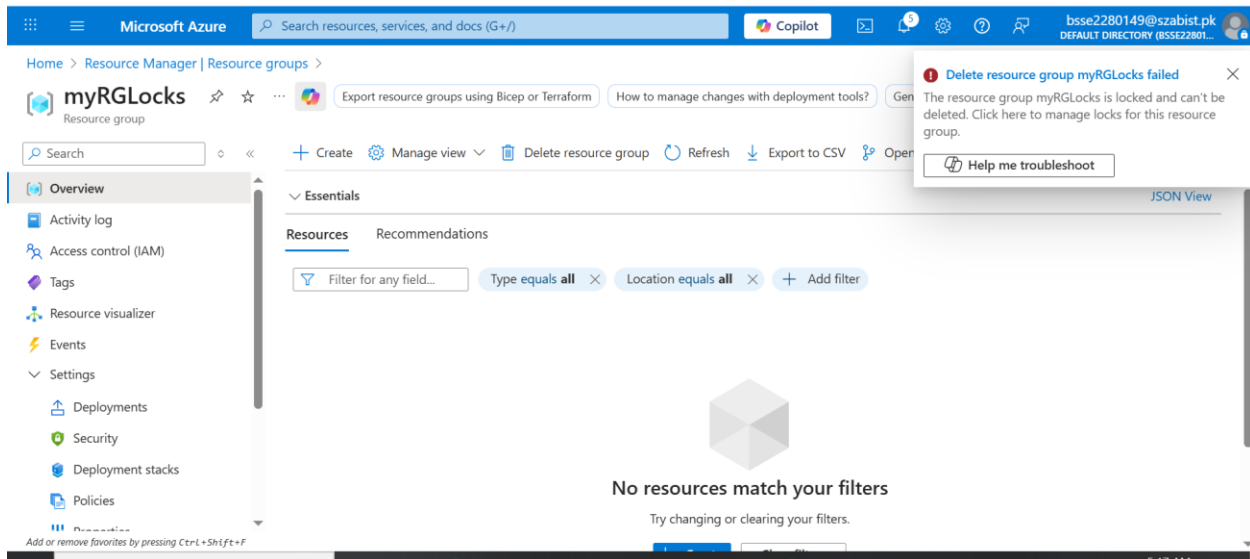 Microsoft Azure
Search resources, services, and docs (G+/)
Copilot
5
bsse2280149@szabist.pk
DEFAULT DIRECTORY (BSSE22801...
Home > Resource Manager | Resource groups >
myRGLocks
Resource group
...
Export resource groups using Bicep or Terraform
How to manage changes with deployment tools?
Gen
Delete resource group myRGLocks failed
The resource group myRGLocks is locked and can't be
deleted. Click here to manage locks for this resource
group.
Help me troubleshoot
Search
Create
Manage view
Delete resource group
Refresh
Export to CSV
Open
Overview
Activity log
Access control (IAM)
Tags
Resource visualizer
Events
Settings
Deployments
Security
Deployment stacks
Policies
Properties
Add or remove favorites by pressing Ctrl+Shift+F
Essentials
JSON View
Resources
Recommendations
Filter for any field...
Type equals all
Location equals all
Add filter
No resources match your filters
Try changing or clearing your filters.